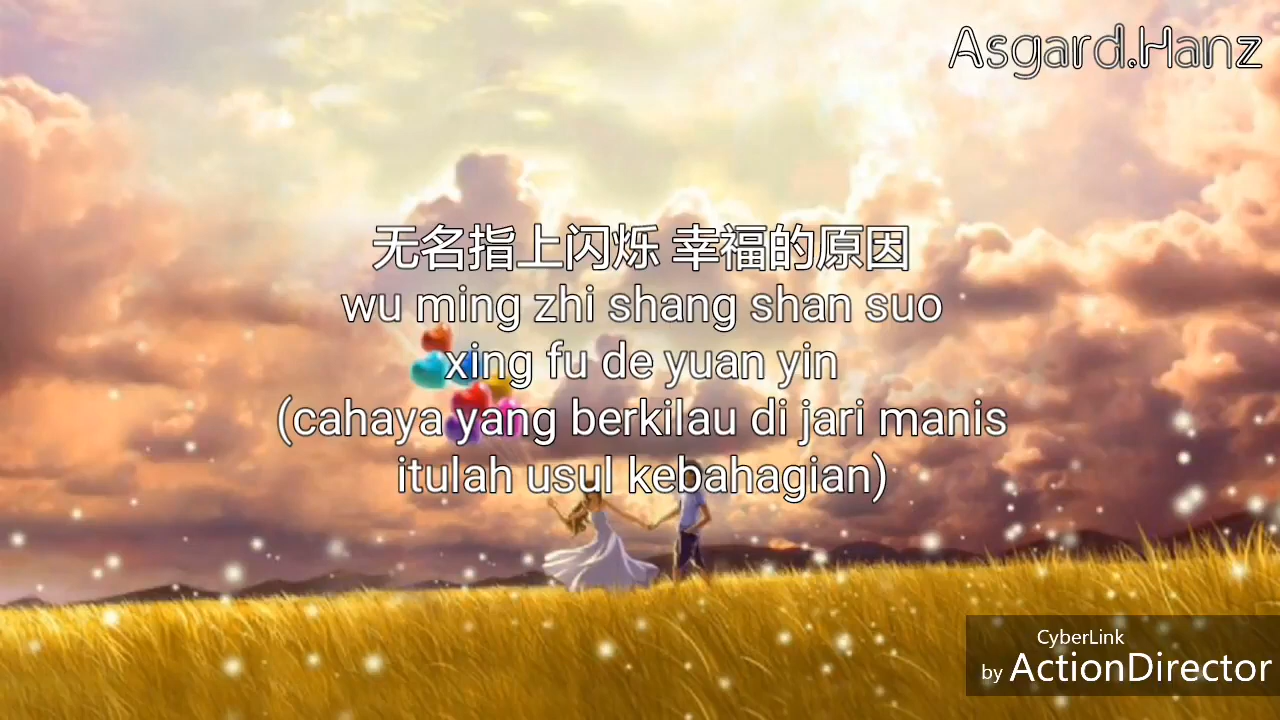 Asgard.Hanz
无名指上闪烁 幸福的原因
wu ming zhi shang shan suo
xing fu de yuan yin
(cahaya yang berkilau di jari manis
itulah usul kebahagian)
CyberLink
by ActionDirector